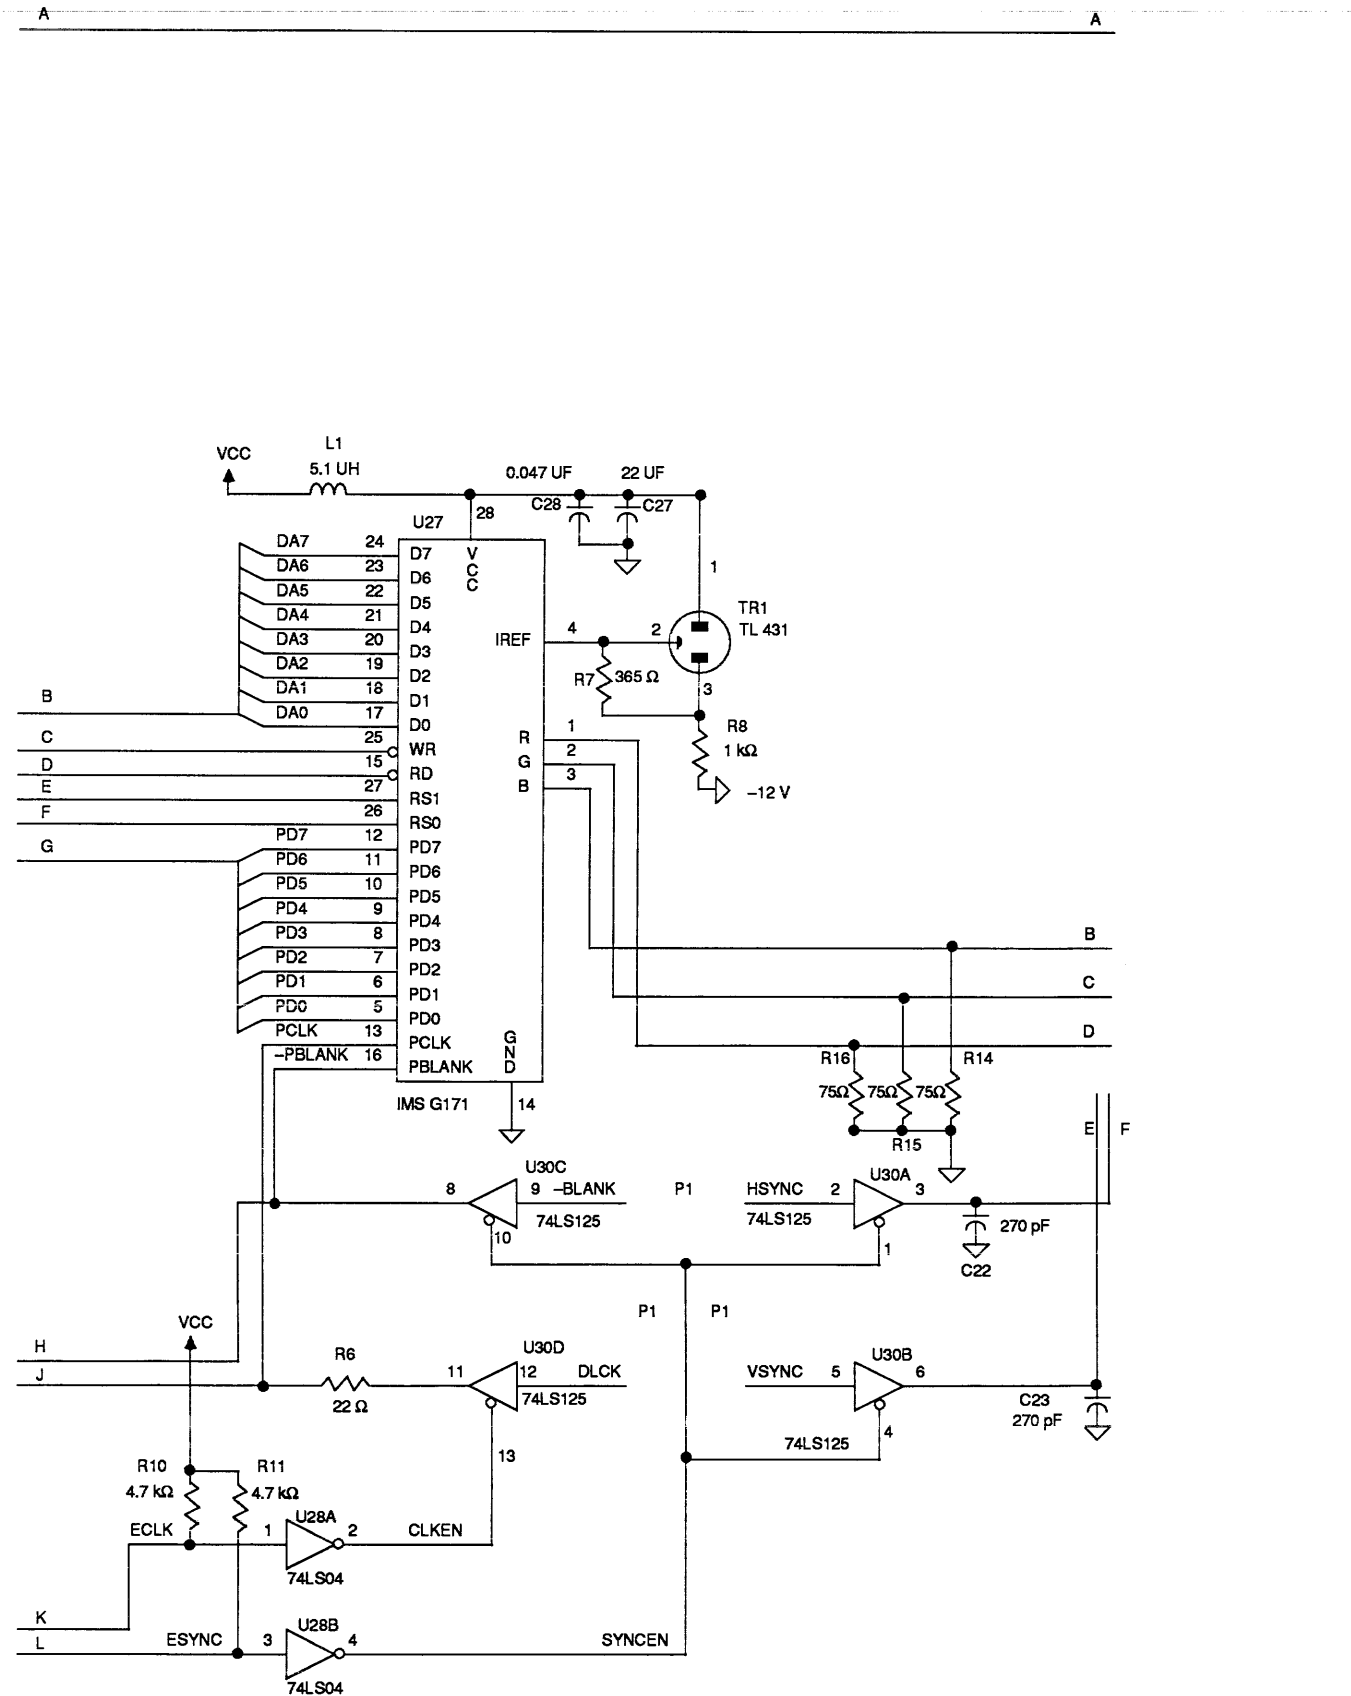 A A
L1
VCC
5.1 UH 0.047 UF 22 UF
C28 C27
U27 28
DA7 24 D7 V
DA6 23 D6 C
DA5 22 D5 C
1
DA4 21 D4
TR1
DA3 20 D3 IREF 4 2 TL 431
DA2 19 D2
R7 365 Ω
DA1 18 D1 3
B
DA0 17 D0
R8
1 kΩ
C 25 WR R 1
D 15 RD G 2
E 27 RS1 B 3
–12 V
F 26 RS0
G
PD7 12 PD7
PD6 11 PD6
PD5 10 PD5
PD4 9 PD4
PD3 8 PD3 B
PD2 7 PD2
PD1 6 PD1 C
PD0 5 PD0
PCLK 13 PCLK G D
–PBLANK 16 PBLANK N
D
R16 R14
75Ω 75Ω 75Ω
IMS G171 14
E F
R15
U30C U30A
8 9 –BLANK P1 HSYNC 2 3
74LS125 74LS125
270 pF
10 1
C22
P1 P1
VCC
H R6 U30D U30B
J 11 12 DLCK VSYNC 5 6
22 Ω 74LS125 C23
270 pF
4
13 74LS125
R10 R11
4.7 kΩ 4.7 kΩ
U28A
ECLK 1 2 CLKEN
74LS04
K U28B
L ESYNC 3 4 SYNCEN
74LS04